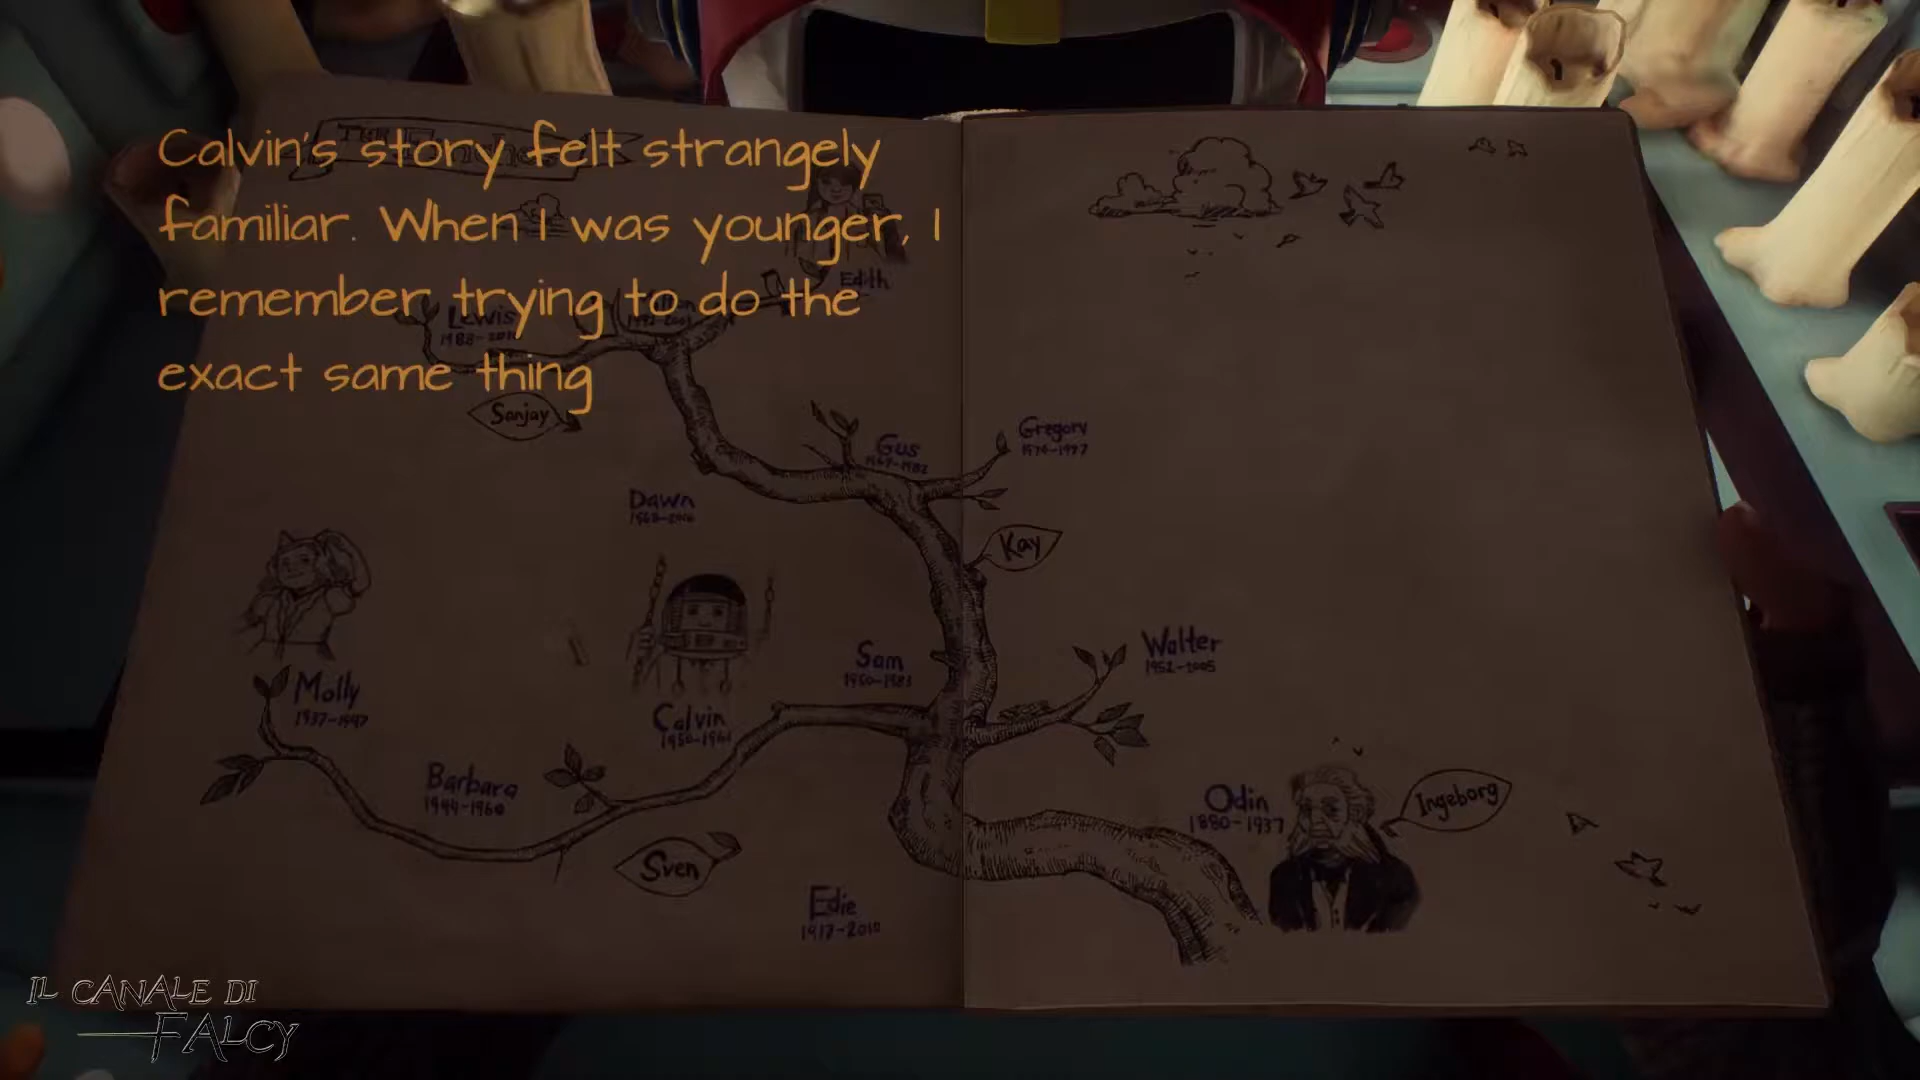 Calvin's story felt strangely
familiar. When I was younger, I
remember trying to do the
exact same thing
Edith
Lewis
Sanjay
Gus
Gregory
Dawn
Kay
Sam
Walter
1952-2005
Molly
Calvin
Barbara
1944-1960
Odin
1880-1937
Ingeborg
Sven
Edie
1917-2010
IL CANALE DI
FALCY